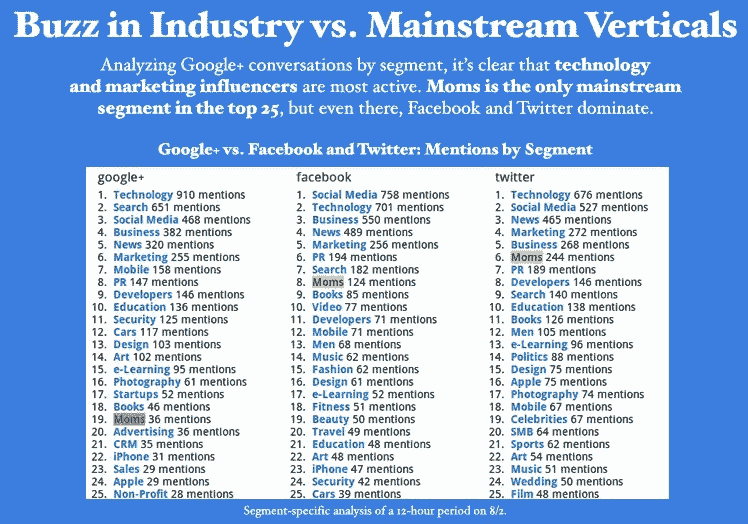 Buzz in Industry vs. Mainstream Verticals
Analyzing Google+ conversations by segment, it's clear that technology
and marketing influencers are most active. Moms is the only mainstream
segment in the top 25, but even there, Facebook and Twitter dominate.
Google+ vs. Facebook and Twitter: Mentions by Segment
google+
1. Technology 910 mentions
2. Search 651 mentions
3. Social Media 468 mentions
4. Business 382 mentions
5. News 320 mentions
6. Marketing 255 mentions
7. Mobile 158 mentions
8. PR 147 mentions
9. Developers 146 mentions
10. Education 136 mentions
11. Security 125 mentions
12. Cars 117 mentions
13. Design 103 mentions
14. Art 102 mentions
15. e-Learning 95 mentions
16. Photography 61 mentions
17. Startups 52 mentions
18. Books 46 mentions
19. Moms 36 mentions
20. Advertising 36 mentions
21. CRM 35 mentions
22. iPhone 31 mentions
23. Sales 29 mentions
24. Apple 29 mentions
25. Non-Profit 28 mentions
facebook
1. Social Media 758 mentions
2. Technology 701 mentions
3. Business 550 mentions
4. News 489 mentions
5. Marketing 256 mentions
6. PR 194 mentions
7. Search 182 mentions
8. Moms 124 mentions
9. Books 85 mentions
10. Video 77 mentions
11. Developers 71 mentions
12. Mobile 71 mentions
13. Men 68 mentions
14. Music 62 mentions
15. Fashion 62 mentions
16. Design 61 mentions
17. e-Learning 52 mentions
18. Fitness 51 mentions
19. Beauty 50 mentions
20. Travel 49 mentions
21. Education 48 mentions
22. Art 48 mentions
23. iPhone 47 mentions
24. Security 42 mentions
25. Cars 39 mentions
twitter
1. Technology 676 mentions
2. Social Media 527 mentions
3. News 465 mentions
4. Marketing 272 mentions
5. Business 268 mentions
6. Moms 244 mentions
7. PR 189 mentions
8. Developers 146 mentions
9. Search 140 mentions
10. Education 138 mentions
11. Books 126 mentions
12. Men 105 mentions
13. e-Learning 96 mentions
14. Politics 88 mentions
15. Design 75 mentions
16. Apple 75 mentions
17. Photography 74 mentions
18. Mobile 67 mentions
19. Celebrities 67 mentions
20. SMB 64 mentions
21. Sports 62 mentions
22. Art 54 mentions
23. Music 51 mentions
24. Wedding 50 mentions
25. Film 48 mentions
Segment-specific analysis of a 12-hour period on 8/2.